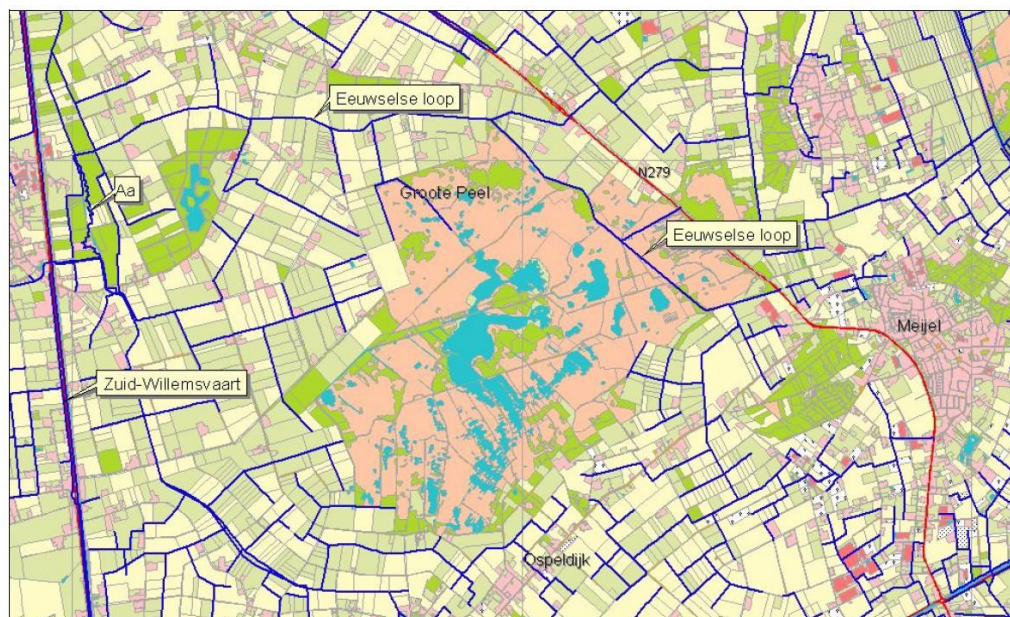 Eeuwselse loop
N279
Aa
Groote Peel
Eeuwselse loop
Meijel
Zuid-Willemsvaart
Ospeldijk